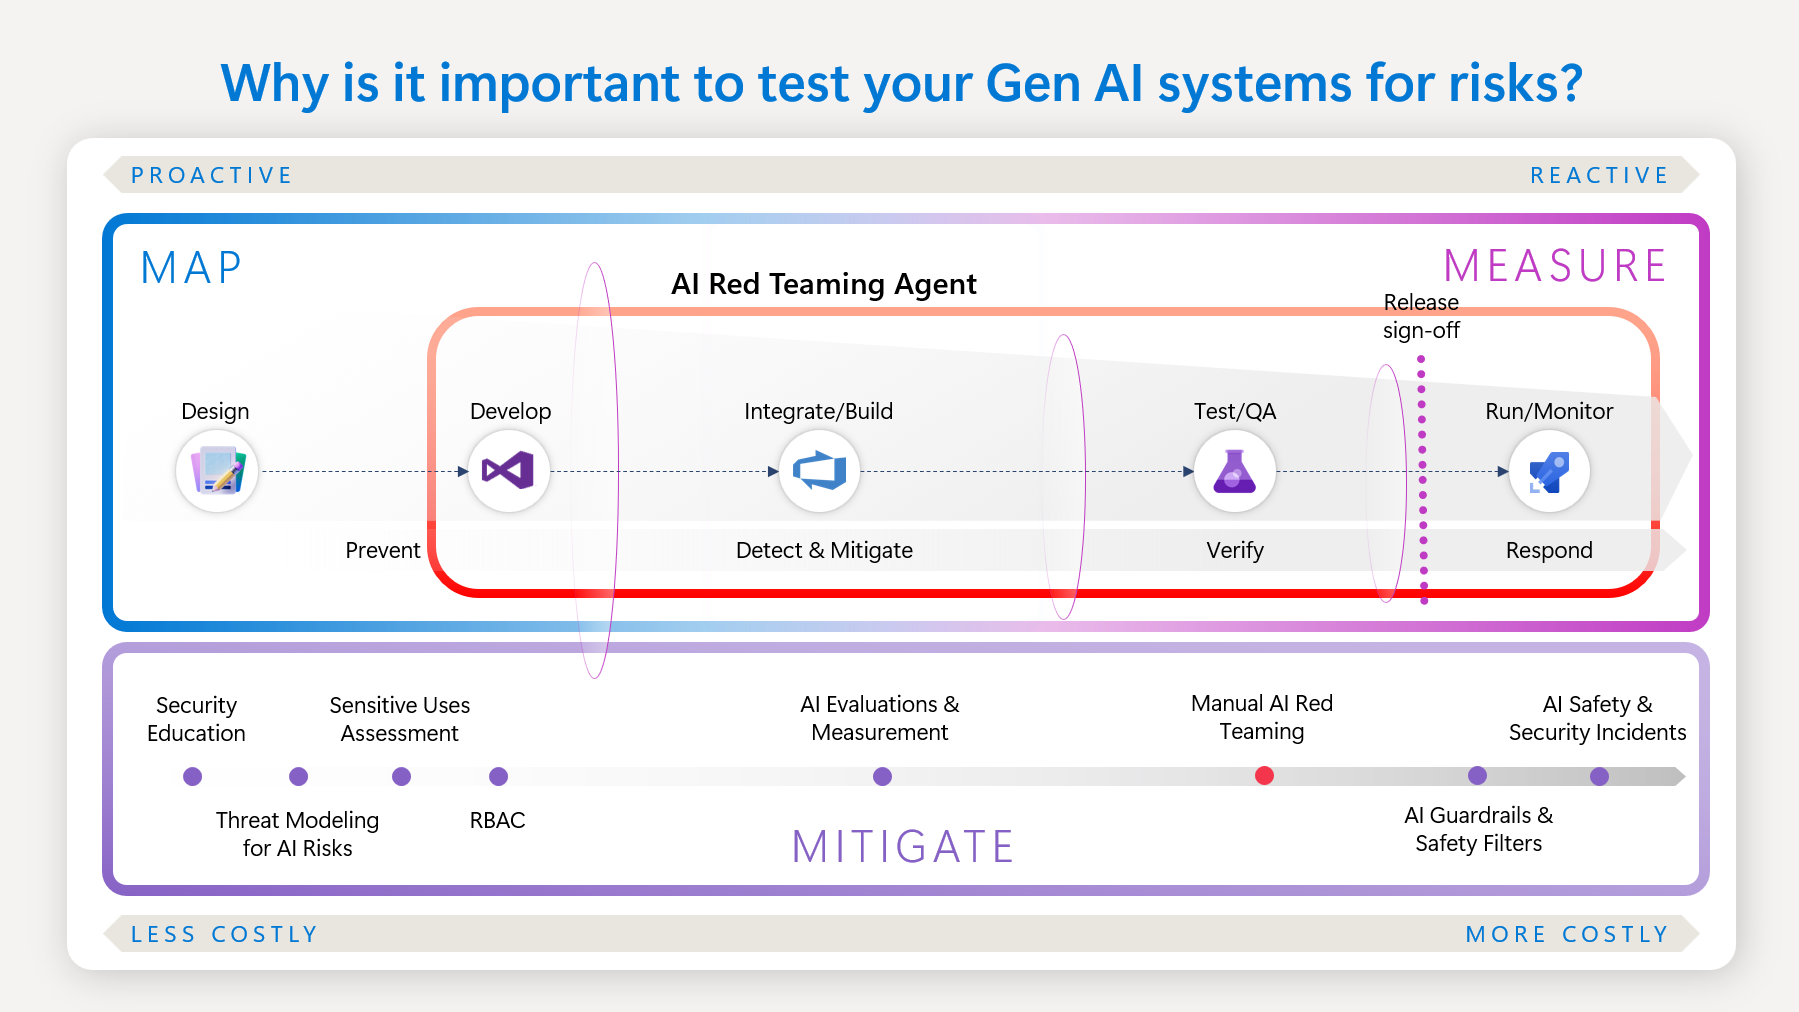 Why is it important to test your Gen AI systems for risks?
PROACTIVE
REACTIVE
MAP
MEASURE
AI Red Teaming Agent
Release
sign-off
Design
Develop
Integrate/Build
Test/QA
Run/Monitor
Prevent
Detect & Mitigate
Verify
Respond
Security
Education
Sensitive Uses
Assessment
AI Evaluations &
Measurement
Manual AI Red
Teaming
AI Safety &
Security Incidents
Threat Modeling
for AI Risks
RBAC
AI Guardrails &
Safety Filters
MITIGATE
LESS COSTLY
MORE COSTLY